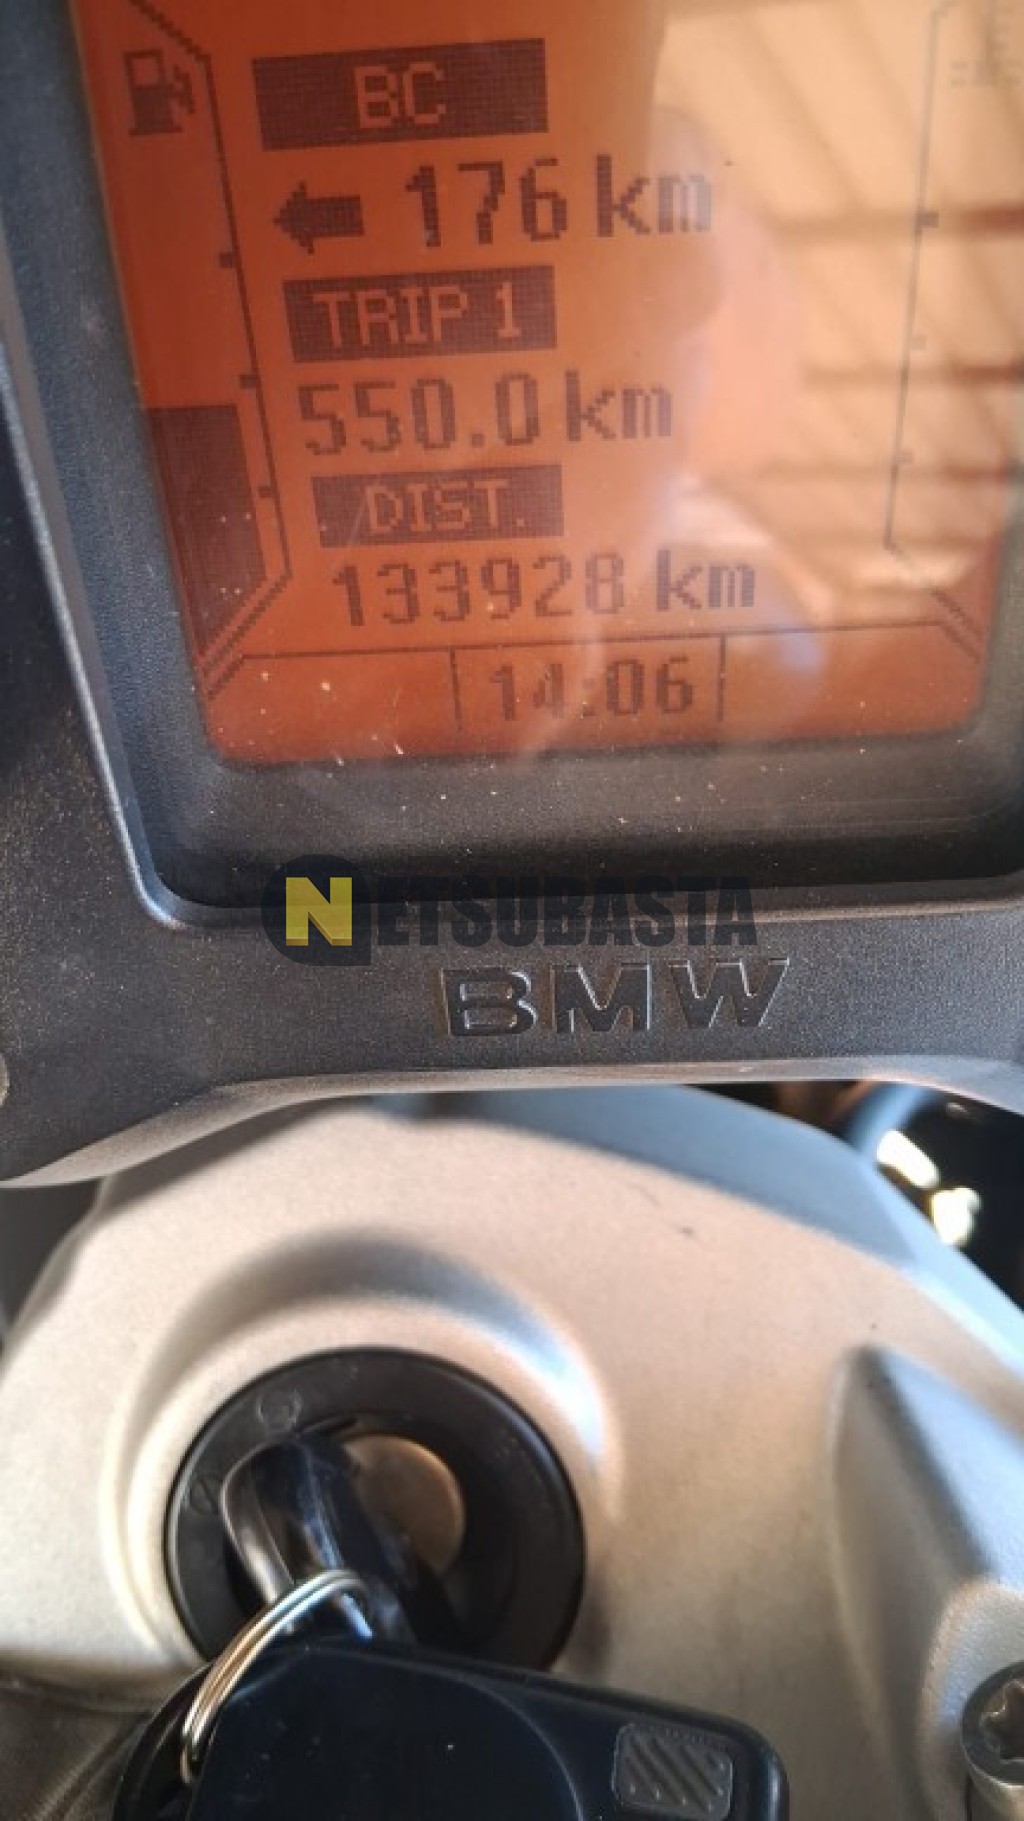 BC
176 km
TRIP 1
550.0 km
DIST.
133928 km
14:06
NETSUBASTA
BMW